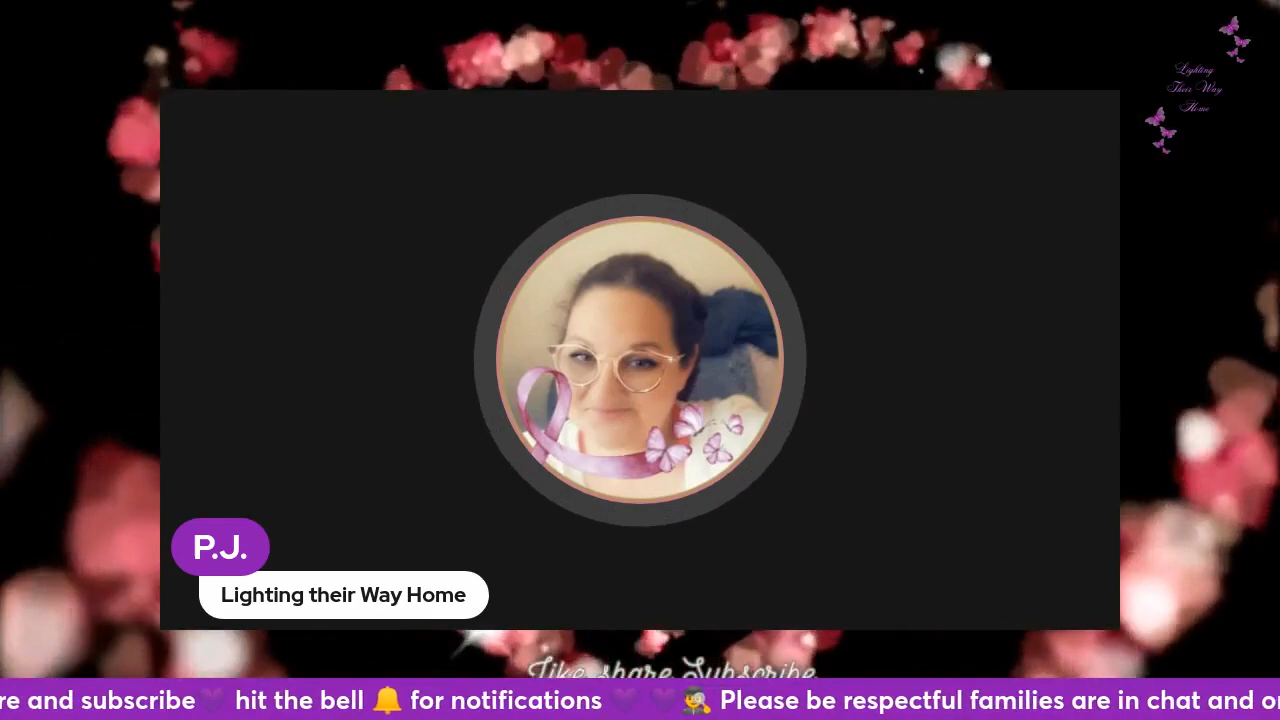 Lighting
Their Way
Home
P.J.
Lighting their Way Home
Like share Subscribe
re and subscribe 💜 hit the bell 🔔 for notifications 💜 💜 🕵️ Please be respectful families are in chat and o